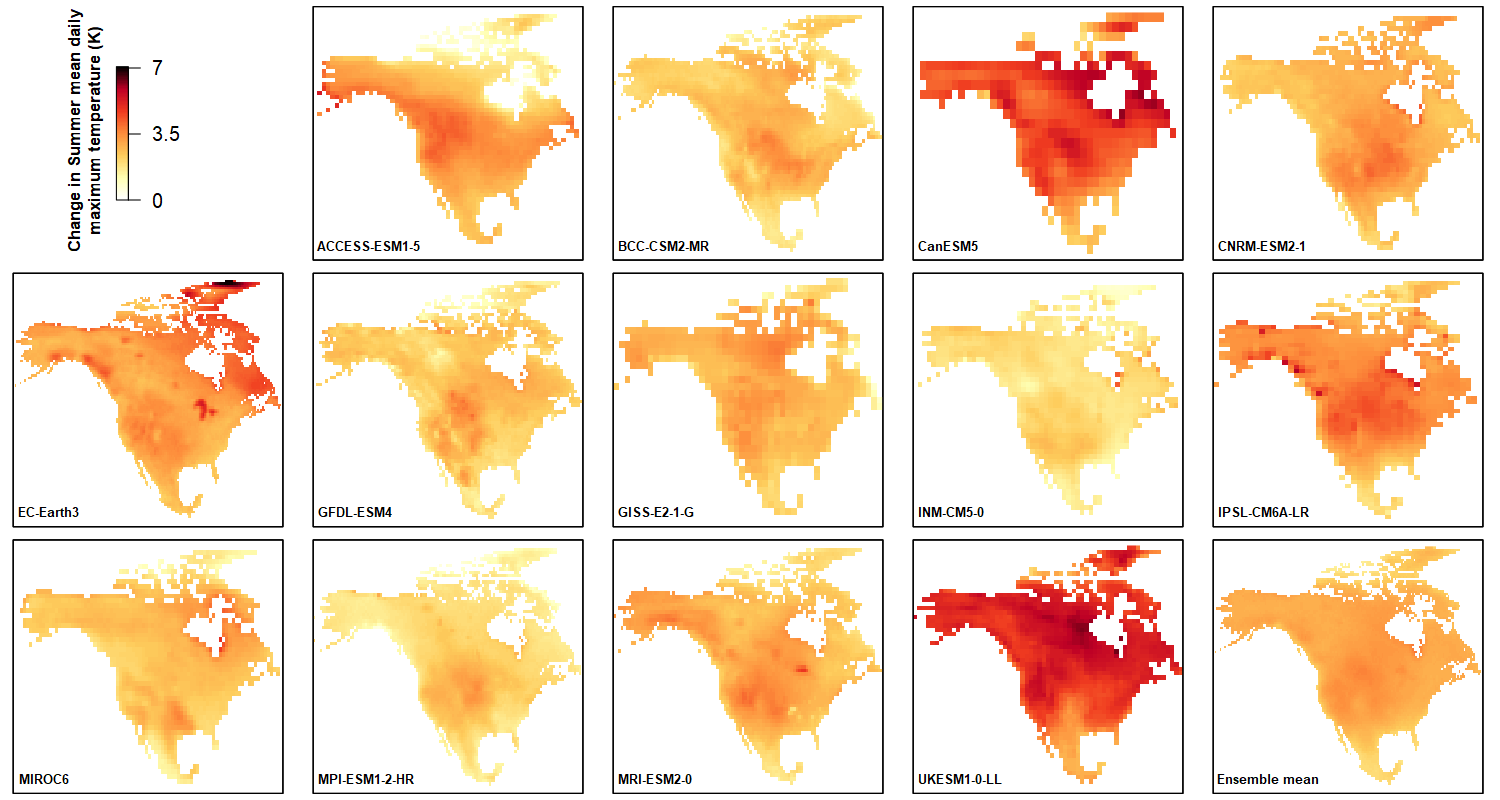 Change in Summer mean daily
maximum temperature (K)
7
3.5
0
ACCESS-ESM1-5
BCC-CSM2-MR
CanESM5
CNRM-ESM2-1
EC-Earth3
GFDL-ESM4
GISS-E2-1-G
INM-CM5-0
IPSL-CM6A-LR
MIROC6
MPI-ESM1-2-HR
MRI-ESM2-0
UKESM1-0-LL
Ensemble mean